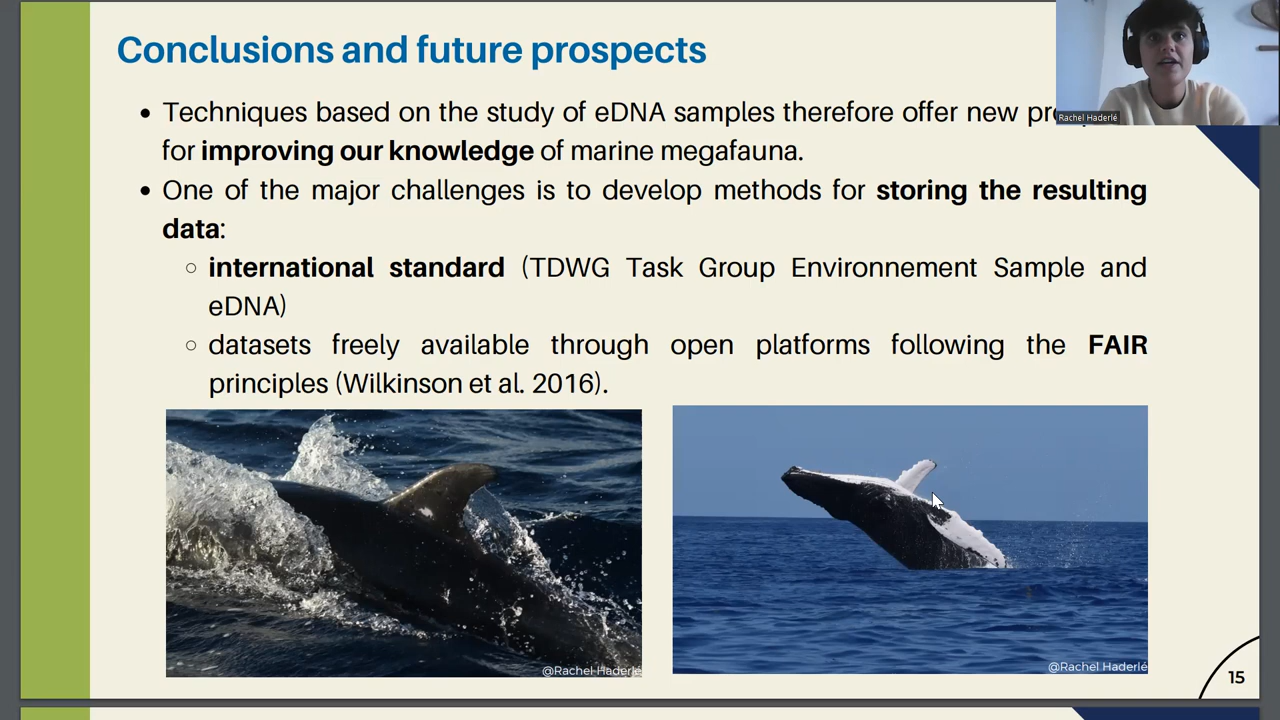 Conclusions and future prospects
Rachel Haderlé
• Techniques based on the study of eDNA samples therefore offer new
for improving our knowledge of marine megafauna.
• One of the major challenges is to develop methods for storing the resulting
data:
○ international standard (TDWG Task Group Environnement Sample and
eDNA)
○ datasets freely available through open platforms following the FAIR
principles (Wilkinson et al. 2016).
@Rachel Haderlé
@Rachel Haderlé
15